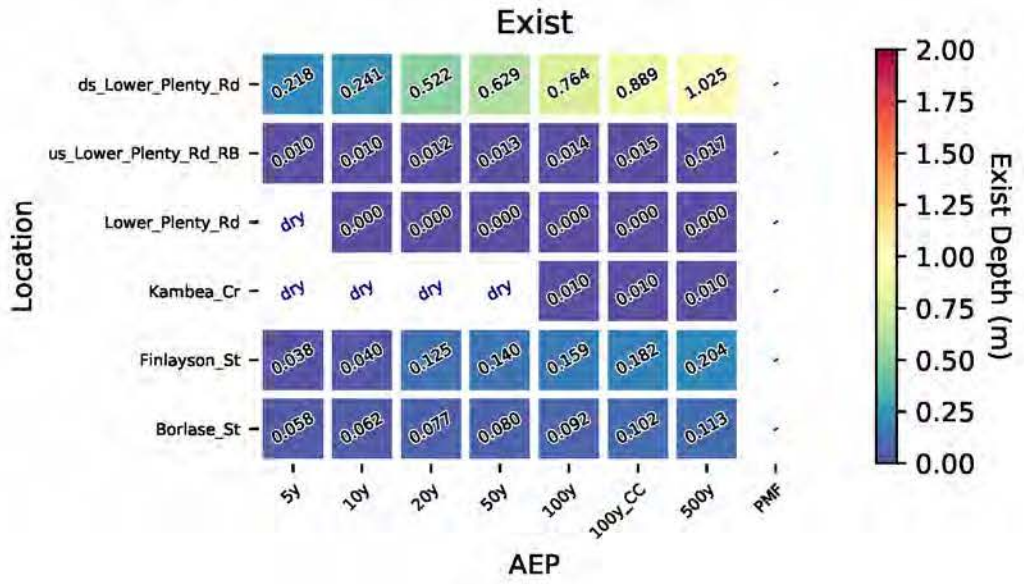 Exist
ds_Lower_Plenty_Rd 0.218 0.241 0.522 0.629 0.764 0.889 1.025 -
us_Lower_Plenty_Rd_RB 0.010 0.010 0.012 0.013 0.014 0.015 0.017 -
Lower_Plenty_Rd dry 0.000 0.000 0.000 0.000 0.000 0.000 -
Kambea_Cr dry dry dry dry 0.010 0.010 0.010 -
Finlayson_St 0.038 0.040 0.125 0.140 0.159 0.182 0.204 -
Borlase_St 0.058 0.062 0.077 0.080 0.092 0.102 0.113 -
5y 10y 20y 50y 100y 100y_CC 500y PMF
AEP
Location
2.00
1.75
1.50
1.25
1.00
0.75
0.50
0.25
0.00
Exist Depth (m)